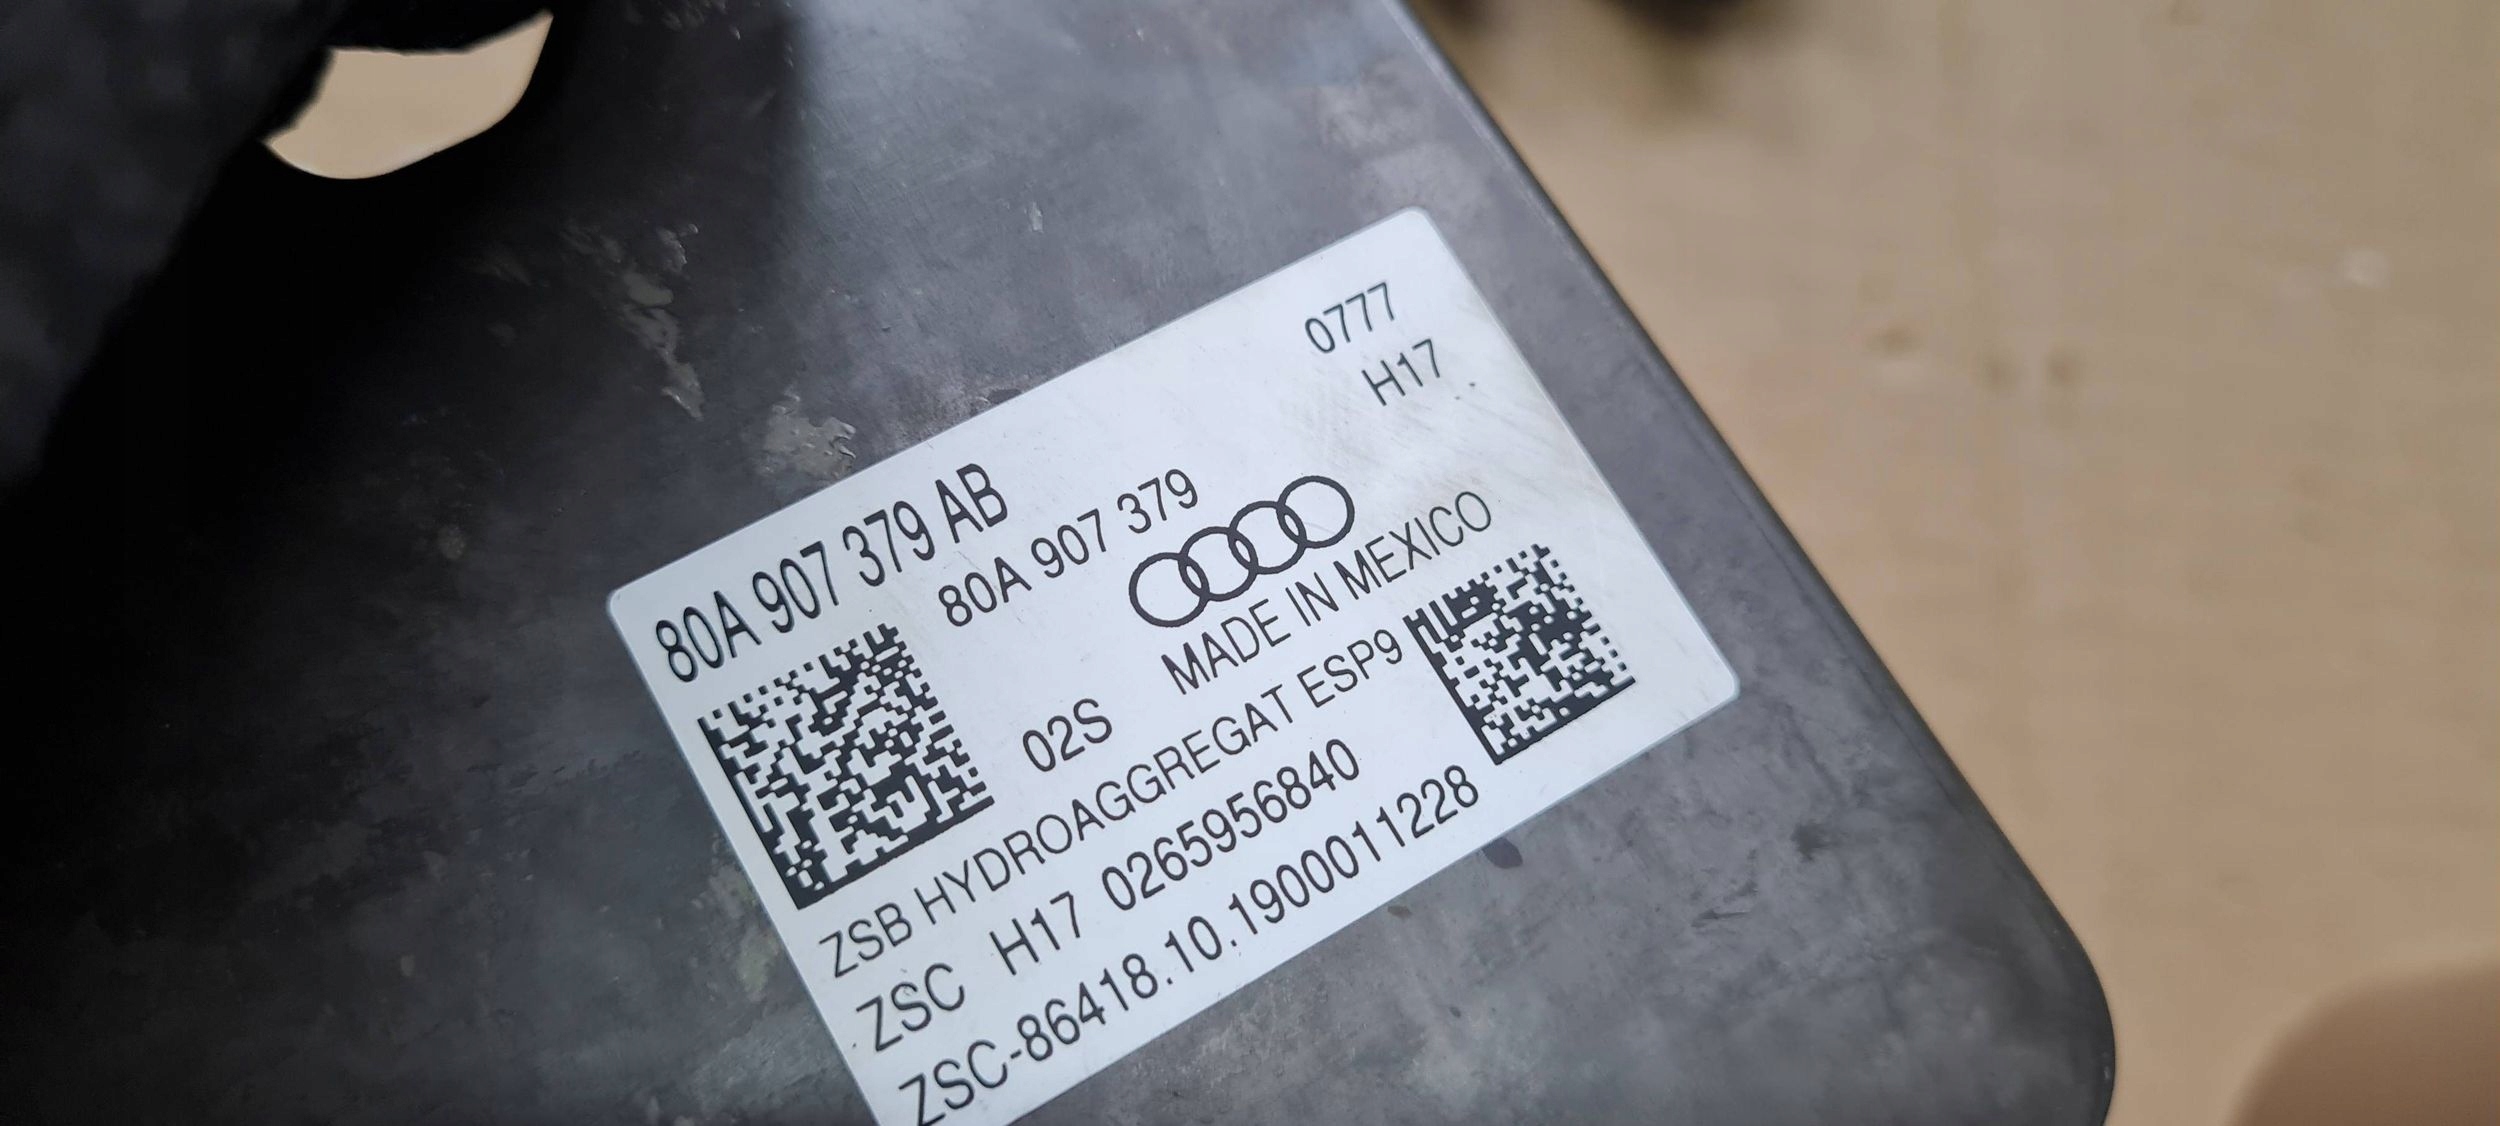 0777
H17
80A 907 379 AB
80A 907 379
02S
MADE IN MEXICO
ZSB HYDROAGGREGAT ESP9
ZSC H17 0265956840
ZSC-86418.10.1900011228